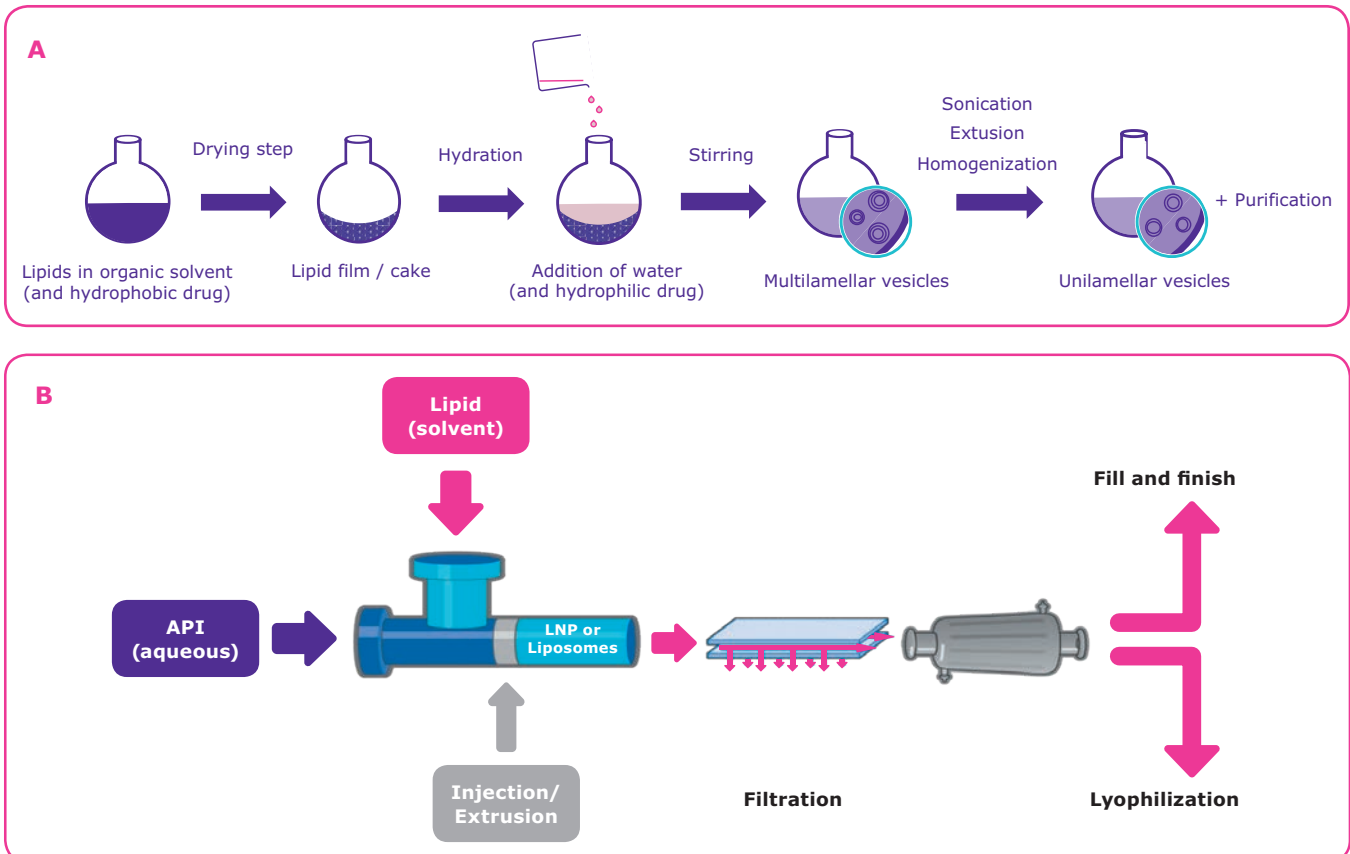 A
Drying step
Hydration
Stirring
Sonication
Extusion
Homogenization
+ Purification
Lipids in organic solvent
(and hydrophobic drug)
Lipid film / cake
Addition of water
(and hydrophilic drug)
Multilamellar vesicles
Unilamellar vesicles
B
Lipid
(solvent)
API
(aqueous)
LNP or
Liposomes
Injection/
Extrusion
Filtration
Fill and finish
Lyophilization